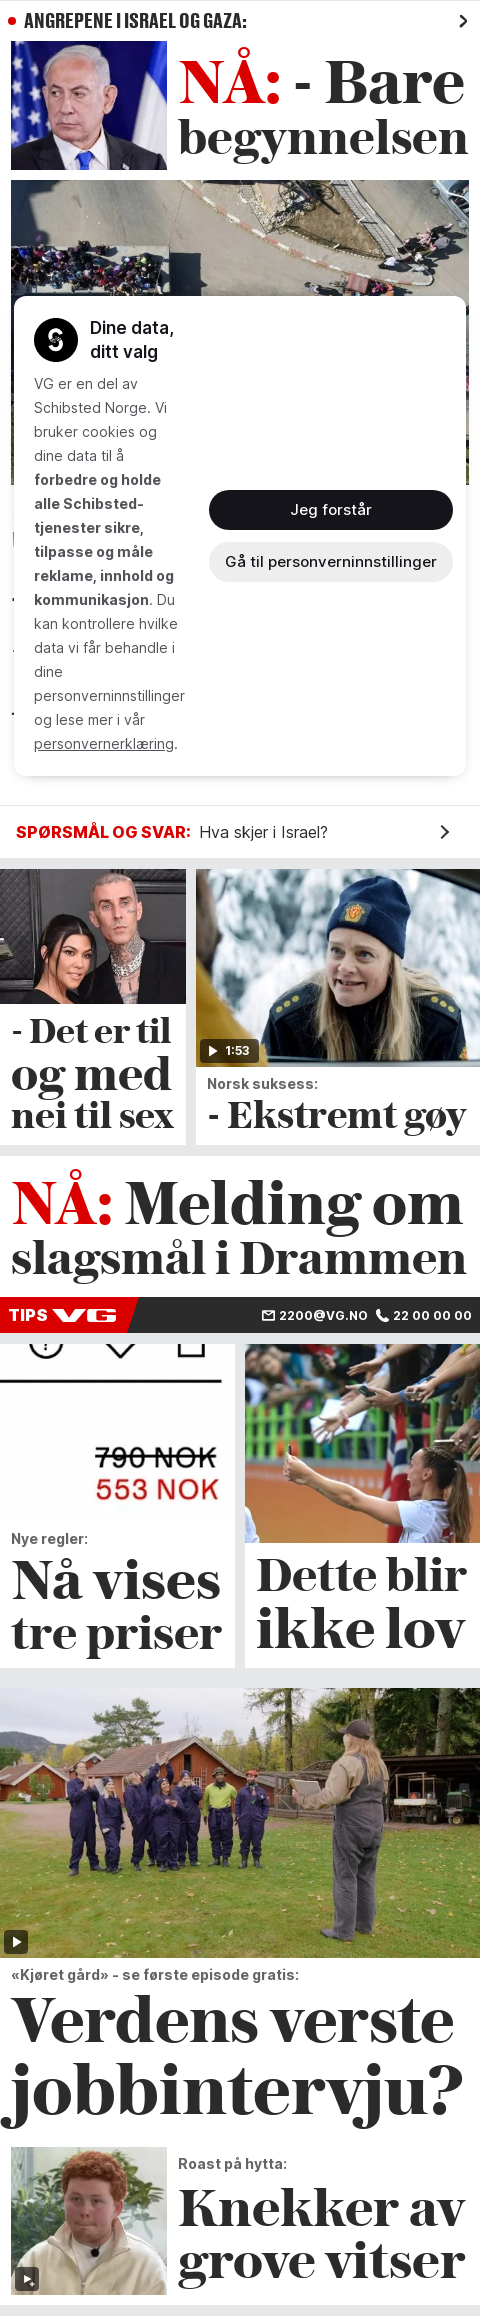 ANGREPENE I ISRAEL OG GAZA:
NÅ: - Bare
begynnelsen
Dine data,
ditt valg
VG er en del av
Schibsted Norge. Vi
bruker cookies og
dine data til å
forbedre og holde
alle Schibsted-
tjenester sikre,
tilpasse og måle
reklame, innhold og
kommunikasjon. Du
kan kontrollere hvilke
data vi får behandle i
dine
personverninnstillinger
og lese mer i vår
personvernerklæring.
Jeg forstår
Gå til personverninnstillinger
SPØRSMÅL OG SVAR: Hva skjer i Israel?
- Det er til
og med
nei til sex
1:53
Norsk suksess:
- Ekstremt gøy
NÅ: Melding om
slagsmål i Drammen
TIPS VG 2200@VG.NO 22 00 00 00
790 NOK
553 NOK
Nye regler:
Nå vises
tre priser
Dette blir
ikke lov
«Kjøret gård» - se første episode gratis:
Verdens verste
jobbintervju?
Roast på hytta:
Knekker av
grove vitser